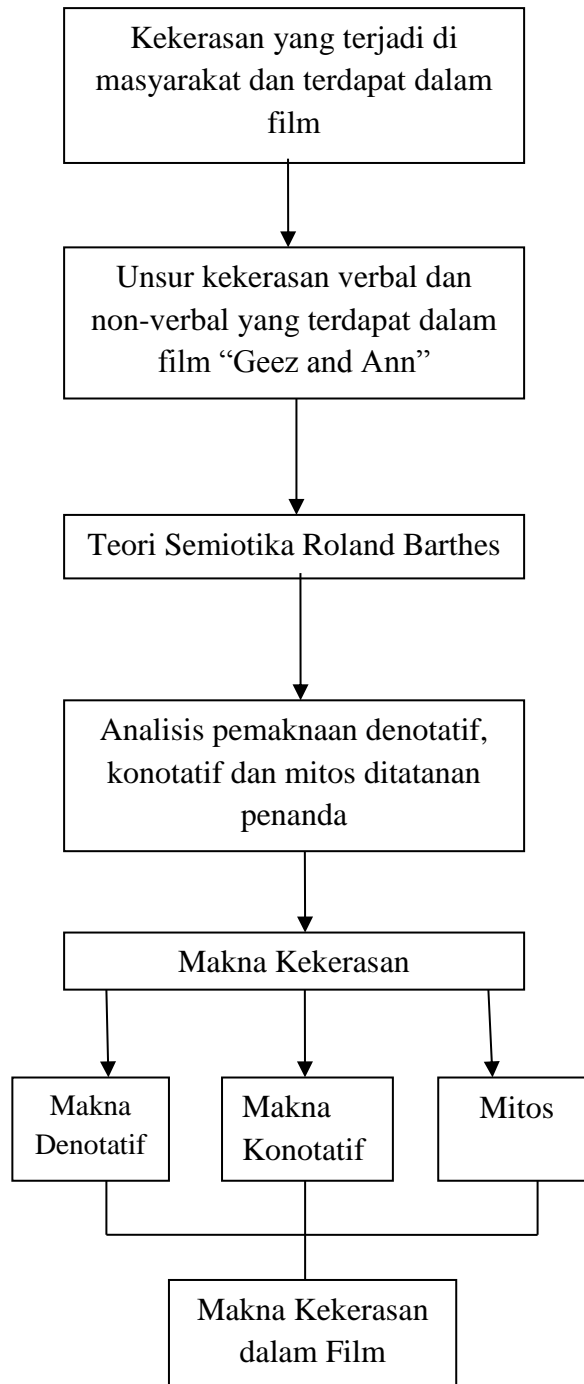 Kekerasan yang terjadi di
masyarakat dan terdapat dalam
film
Unsur kekerasan verbal dan
non-verbal yang terdapat dalam
film “Geez and Ann”
Teori Semiotika Roland Barthes
Analisis pemaknaan denotatif,
konotatif dan mitos ditatanan
penanda
Makna Kekerasan
Makna
Denotatif
Makna
Konotatif
Mitos
Makna Kekerasan
dalam Film